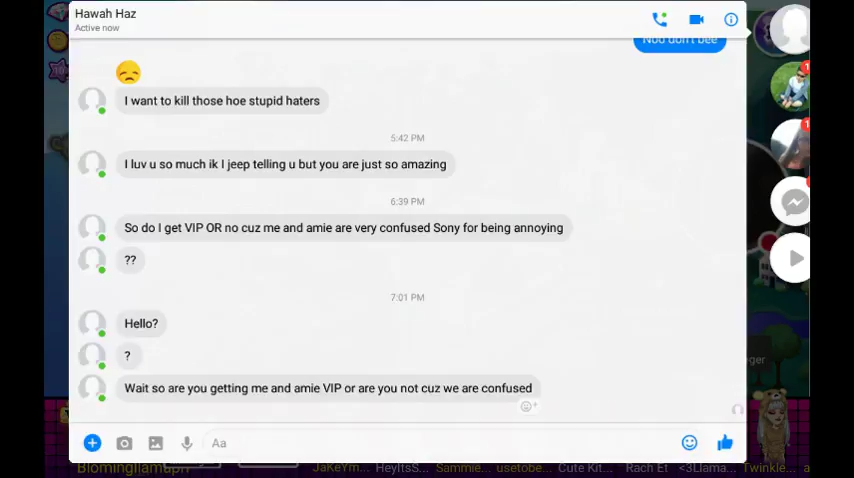 Hawah Haz
Active now
Noo don't bee
I want to kill those hoe stupid haters
5:42 PM
I luv u so much ik I jeep telling u but you are just so amazing
6:39 PM
So do I get VIP OR no cuz me and amie are very confused Sony for being annoying
??
7:01 PM
Hello?
?
Wait so are you getting me and amie VIP or are you not cuz we are confused
Aa
ger
Blomingllamaprr JaKeYm... HeyItsS... Sammie... usetobe... Cute Kit... Rach Et <3Llama... Twinkle... a